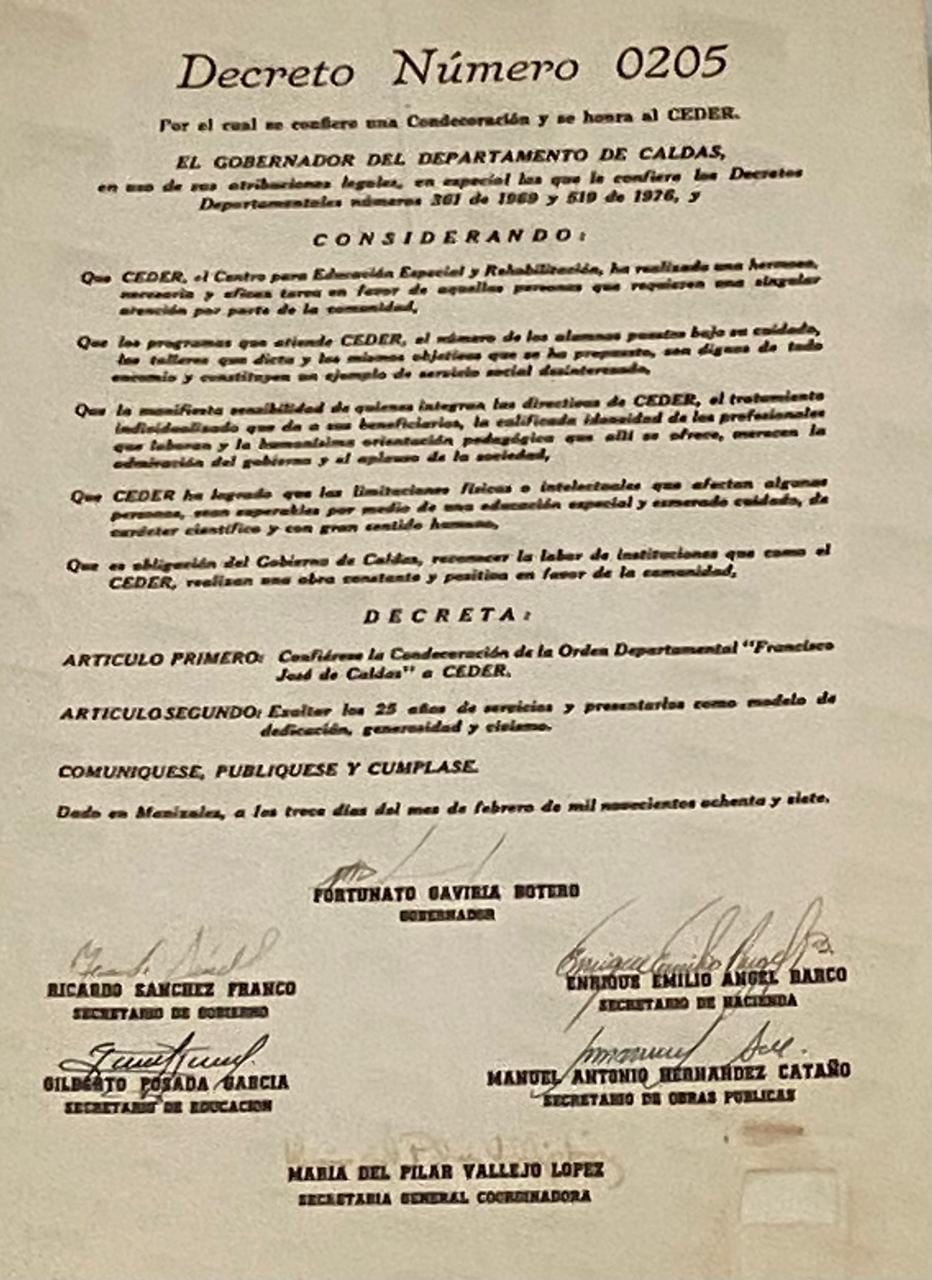 Decreto Número 0205
Por el cual se confiere una Condecoración y se honra al CEDER.
EL GOBERNADOR DEL DEPARTAMENTO DE CALDAS,
en uso de sus atribuciones legales, en especial las que le confiere los Decretos
Departamentales números 361 de 1969 y 519 de 1976, y
CONSIDERANDO:
Que CEDER, el Centro para Educación Especial y Rehabilitación, ha realizado una hermosa,
necesaria y eficaz tarea en favor de aquellas personas que requieren una singular
atención por parte de la comunidad,
Que los programas que atiende CEDER, el número de los alumnos puestos bajo su cuidado,
los talleres que dicta y los mismos objetivos que se ha propuesto, son dignos de todo
encomio y constituyen un ejemplo de servicio social desinteresado,
Que la manifiesta sensibilidad de quienes integran las directivas de CEDER, el tratamiento
individualizado que da a sus beneficiarios, la calificada idoneidad de los profesionales
que laboran y la humanísima orientación pedagógica que allí se ofrece, merecen la
admiración del gobierno y el aplauso de la sociedad,
Que CEDER ha logrado que las limitaciones físicas o intelectuales que afectan algunas
personas, sean superables por medio de una educación especial y esmerado cuidado, de
carácter científico y con gran sentido humano,
Que es obligación del Gobierno de Caldas, reconocer la labor de instituciones que como el
CEDER, realizan una obra constante y positiva en favor de la comunidad,
DECRETA:
ARTICULO PRIMERO: Confiérese la Condecoración de la Orden Departamental "Francisco
José de Caldas" a CEDER.
ARTICULO SEGUNDO: Exaltar los 25 años de servicios y presentarlos como modelo de
dedicación, generosidad y civismo.
COMUNIQUESE, PUBLIQUESE Y CUMPLASE.
Dado en Manizales, a los trece días del mes de febrero de mil novecientos ochenta y siete.
FORTUNATO GAVIRIA BOTERO
GOBERNADOR
RICARDO SANCHEZ FRANCO
SECRETARIO DE GOBIERNO
ENRIQUE EMILIO ANGEL BARCO
SECRETARIO DE HACIENDA
GILBERTO POSADA GARCIA
SECRETARIO DE EDUCACION
MANUEL ANTONIO HERNANDEZ CATAÑO
SECRETARIO DE OBRAS PUBLICAS
MARIA DEL PILAR VALLEJO LOPEZ
SECRETARIA GENERAL COORDINADORA